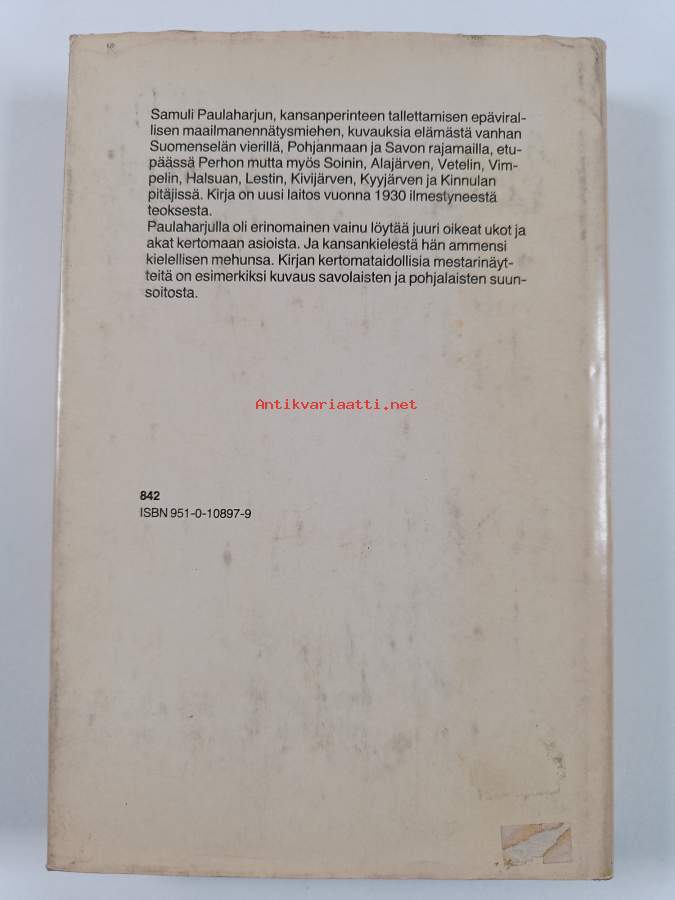 Samuli Paulaharjun, kansanperinteen tallettamisen epäviral-
lisen maailmanennätysmiehen, kuvauksia elämästä vanhan
Suomenselän vierillä, Pohjanmaan ja Savon rajamailla, etu-
päässä Perhon mutta myös Soinin, Alajärven, Vetelin, Vim-
pelin, Halsuan, Lestin, Kivijärven, Kyyjärven ja Kinnulan
pitäjissä. Kirja on uusi laitos vuonna 1930 ilmestyneestä
teoksesta.
Paulaharjulla oli erinomainen vainu löytää juuri oikeat ukot ja
akat kertomaan asioista. Ja kansankielestä hän ammensi
kielellisen mehunsa. Kirjan kertomataidollisia mestarinäyt-
teitä on esimerkiksi kuvaus savolaisten ja pohjalaisten suun-
soitosta.
Antikvariaatti.net
842
ISBN 951-0-10897-9